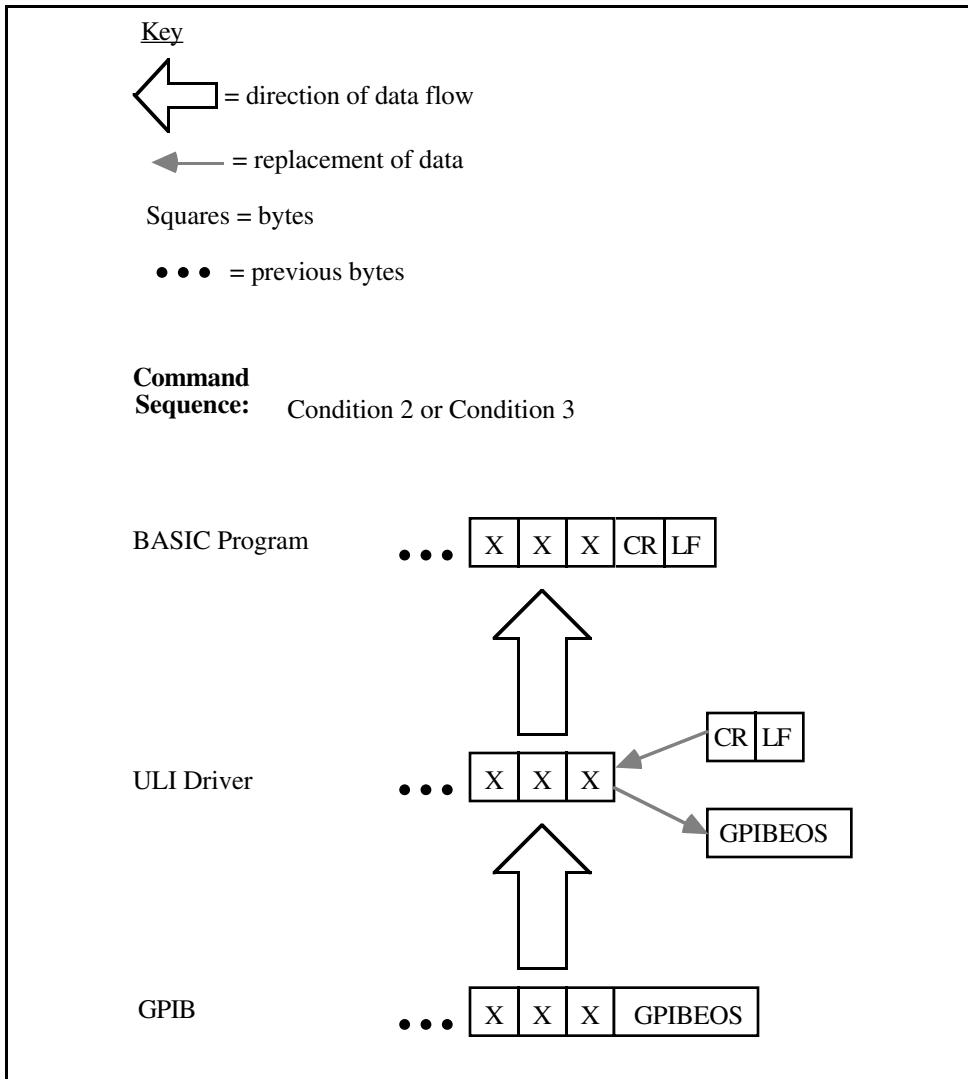 Key
= direction of data flow
= replacement of data
Squares = bytes
• • • = previous bytes
Command
Sequence: Condition 2 or Condition 3
BASIC Program • • • X X X CR LF
CR LF
ULI Driver • • • X X X
GPIBEOS
GPIB • • • X X X GPIBEOS